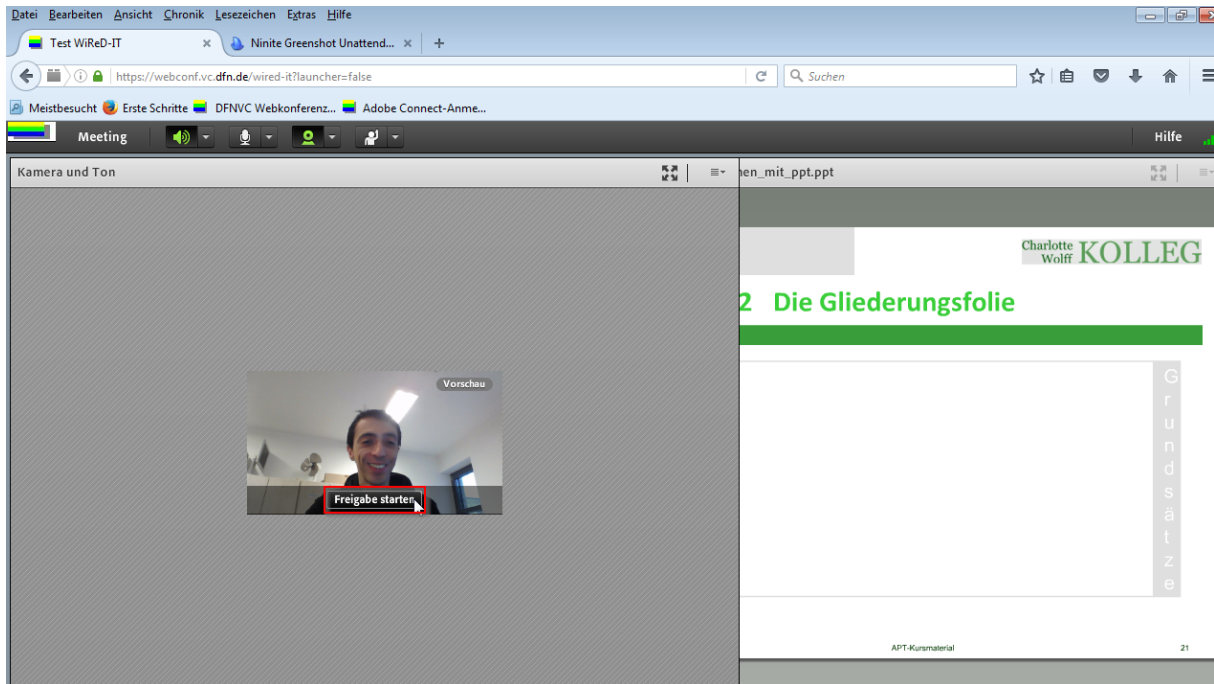 Datei Bearbeiten Ansicht Chronik Lesezeichen Extras Hilfe
Test WiReD-IT × Ninite Greenshot Unattend... × +
https://webconf.vc.dfn.de/wired-it?launcher=false Suchen
Meistbesucht Erste Schritte DFNVC Webkonferenz... Adobe Connect-Anme...
Meeting Hilfe
Kamera und Ton
en_mit_ppt.ppt
Charlotte
Wolff KOLLEG
2 Die Gliederungsfolie
Vorschau
Freigabe starten
Grundsätze
APT-Kursmaterial 21